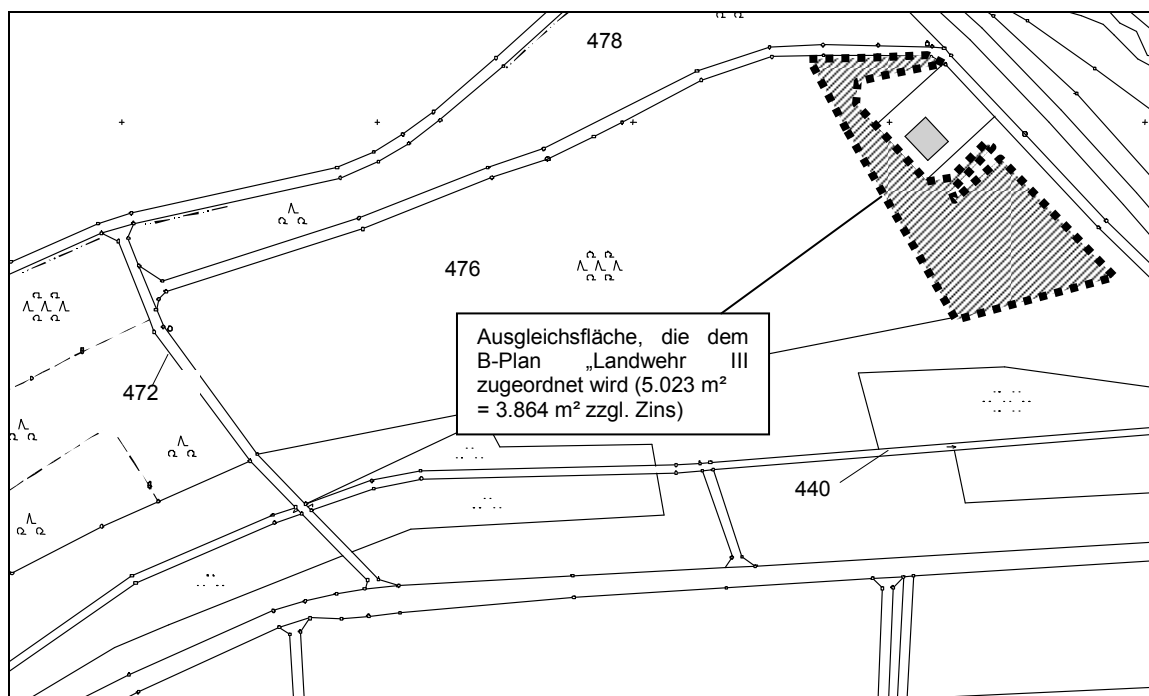 478
476
Ausgleichsfläche, die dem
B-Plan „Landwehr III
zugeordnet wird (5.023 m²
= 3.864 m² zzgl. Zins)
472
440